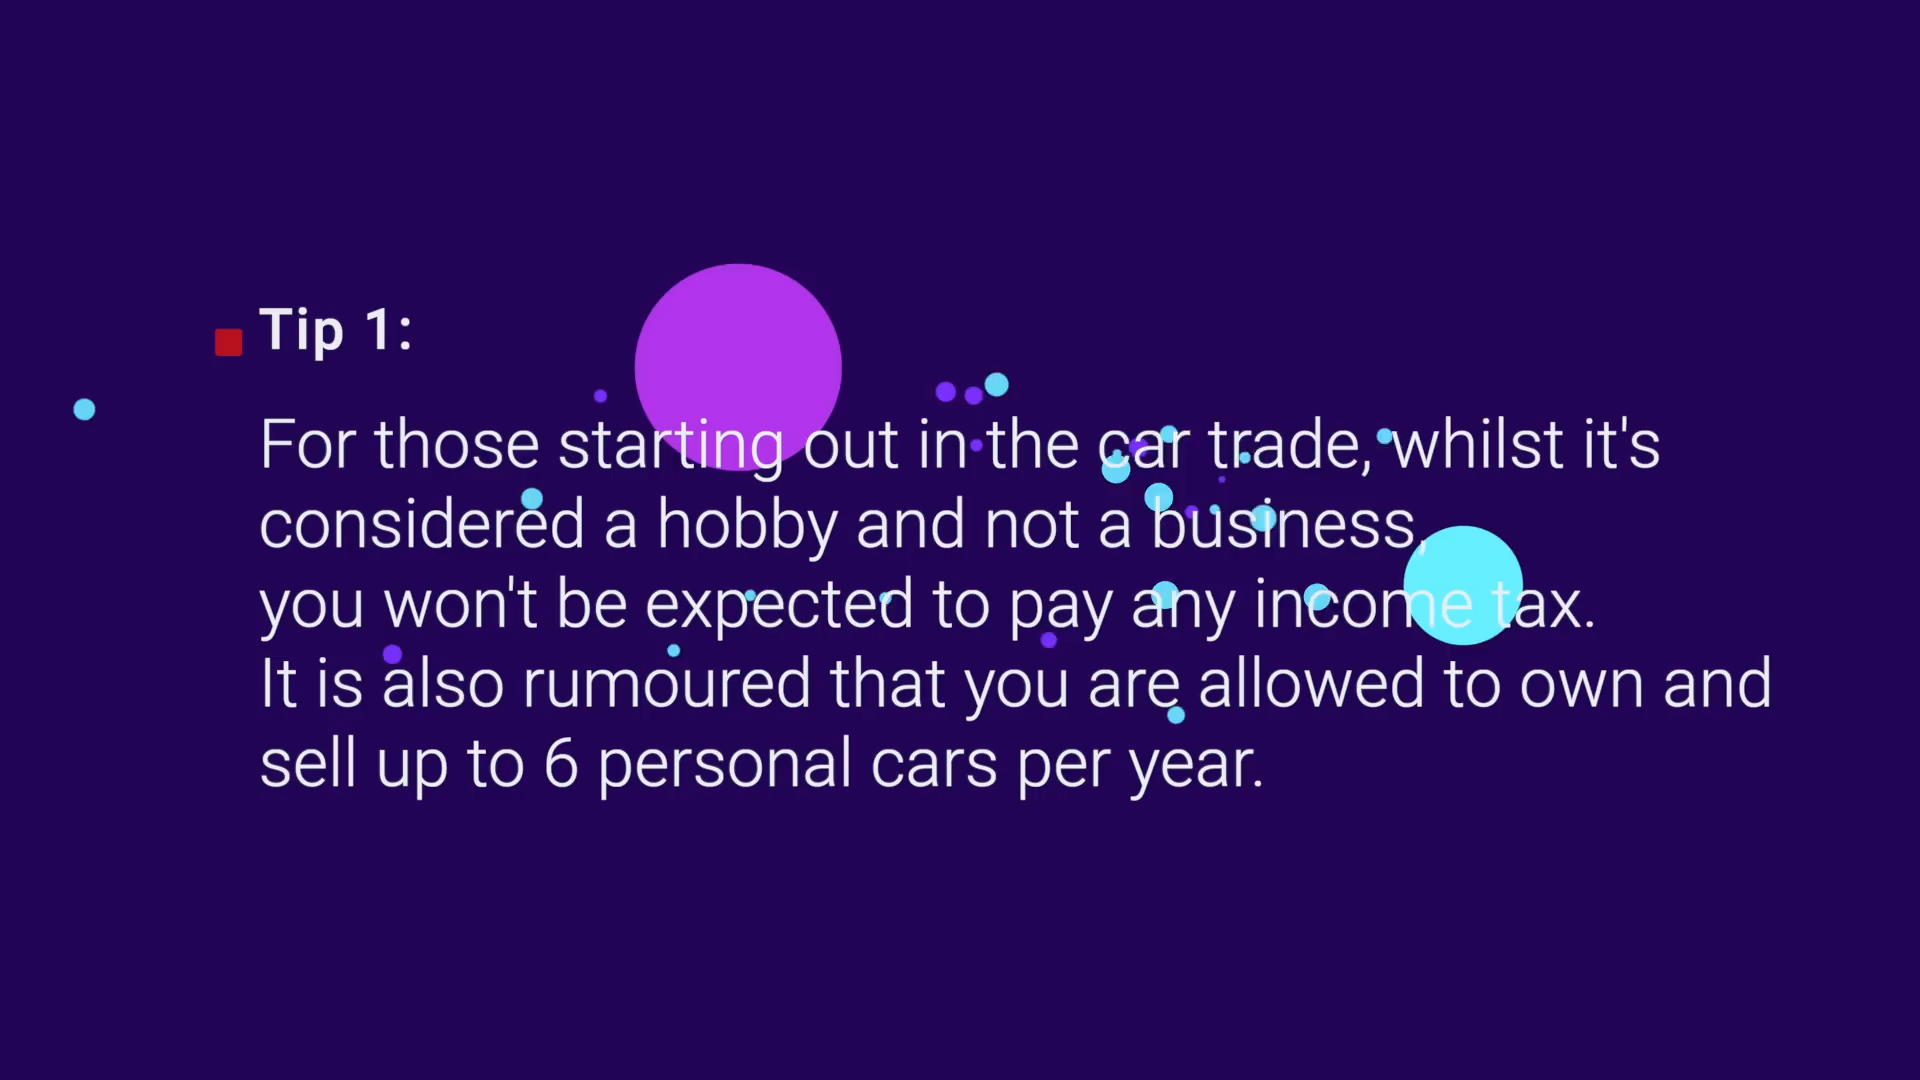 Tip 1:
For those starting out in the car trade, whilst it's
considered a hobby and not a business,
you won't be expected to pay any income tax.
It is also rumoured that you are allowed to own and
sell up to 6 personal cars per year.